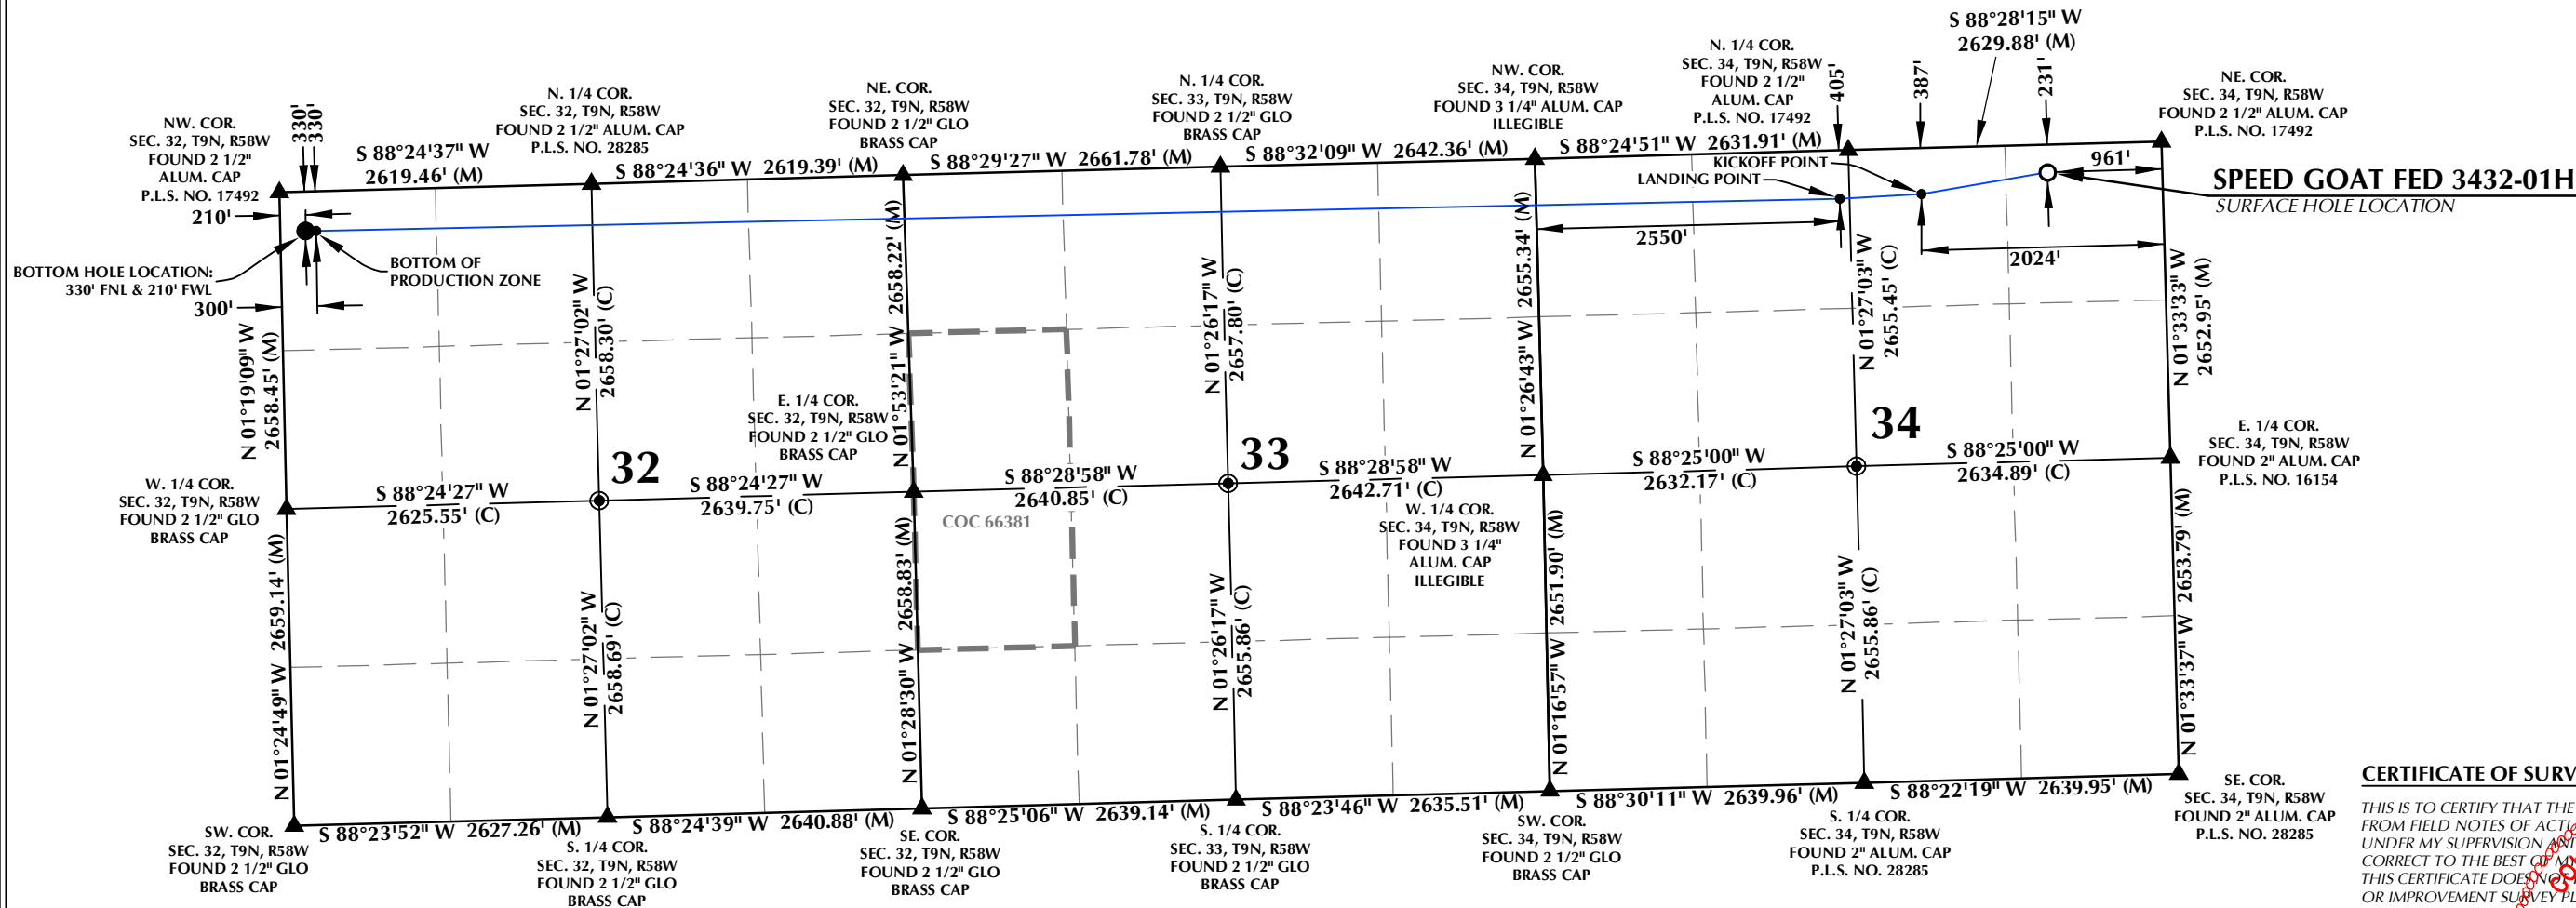 S 88°28'15" W
2629.88' (M)
NW. COR.
SEC. 32, T9N, R58W
FOUND 2 1/2"
ALUM. CAP
P.L.S. NO. 17492
330'
330'
S 88°24'37" W
2619.46' (M)
N. 1/4 COR.
SEC. 32, T9N, R58W
FOUND 2 1/2" ALUM. CAP
P.L.S. NO. 28285
S 88°24'36" W 2619.39' (M)
NE. COR.
SEC. 32, T9N, R58W
FOUND 2 1/2" GLO
BRASS CAP
S 88°29'27" W 2661.78' (M)
N. 1/4 COR.
SEC. 33, T9N, R58W
FOUND 2 1/2" GLO
BRASS CAP
S 88°32'09" W 2642.36' (M)
NW. COR.
SEC. 34, T9N, R58W
FOUND 3 1/4" ALUM. CAP
ILLEGIBLE
S 88°24'51" W 2631.91' (M)
N. 1/4 COR.
SEC. 34, T9N, R58W
FOUND 2 1/2"
ALUM. CAP
P.L.S. NO. 17492
405'
387'
231'
NE. COR.
SEC. 34, T9N, R58W
FOUND 2 1/2" ALUM. CAP
P.L.S. NO. 17492
KICKOFF POINT
LANDING POINT
961'
SPEED GOAT FED 3432-01H
SURFACE HOLE LOCATION
210'
BOTTOM HOLE LOCATION:
330' FNL & 210' FWL
BOTTOM OF
PRODUCTION ZONE
300'
2550'
2024'
N 01°19'09" W
2658.45' (M)
N 01°27'02" W
2658.30' (C)
N 01°53'21" W 2658.22' (M)
N 01°26'17" W
2657.80' (C)
N 01°26'43" W 2655.34' (M)
N 01°27'03" W
2655.45' (C)
N 01°33'33" W
2652.95' (M)
E. 1/4 COR.
SEC. 32, T9N, R58W
FOUND 2 1/2" GLO
BRASS CAP
32
33
34
E. 1/4 COR.
SEC. 34, T9N, R58W
FOUND 2" ALUM. CAP
P.L.S. NO. 16154
W. 1/4 COR.
SEC. 32, T9N, R58W
FOUND 2 1/2" GLO
BRASS CAP
S 88°24'27" W
2625.55' (C)
S 88°24'27" W
2639.75' (C)
S 88°28'58" W
2640.85' (C)
S 88°28'58" W
2642.71' (C)
S 88°25'00" W
2632.17' (C)
S 88°25'00" W
2634.89' (C)
COC 66381
W. 1/4 COR.
SEC. 34, T9N, R58W
FOUND 3 1/4"
ALUM. CAP
ILLEGIBLE
N 01°24'49" W 2659.14' (M)
N 01°27'02" W
2658.69' (C)
N 01°28'30" W 2658.83' (M)
N 01°26'17" W
2655.86' (C)
N 01°16'57" W 2651.90' (M)
N 01°27'03" W
2655.86' (C)
N 01°33'37" W 2653.79' (M)
SW. COR.
SEC. 32, T9N, R58W
FOUND 2 1/2" GLO
BRASS CAP
S 88°23'52" W 2627.26' (M)
S. 1/4 COR.
SEC. 32, T9N, R58W
FOUND 2 1/2" GLO
BRASS CAP
S 88°24'39" W 2640.88' (M)
SE. COR.
SEC. 32, T9N, R58W
FOUND 2 1/2" GLO
BRASS CAP
S 88°25'06" W 2639.14' (M)
S. 1/4 COR.
SEC. 33, T9N, R58W
FOUND 2 1/2" GLO
BRASS CAP
S 88°23'46" W 2635.51' (M)
SW. COR.
SEC. 34, T9N, R58W
FOUND 2 1/2" GLO
BRASS CAP
S 88°30'11" W 2639.96' (M)
S. 1/4 COR.
SEC. 34, T9N, R58W
FOUND 2" ALUM. CAP
P.L.S. NO. 28285
S 88°22'19" W 2639.95' (M)
SE. COR.
SEC. 34, T9N, R58W
FOUND 2" ALUM. CAP
P.L.S. NO. 28285
CERTIFICATE OF SURV
THIS IS TO CERTIFY THAT THE
FROM FIELD NOTES OF ACTU
UNDER MY SUPERVISION
CORRECT TO THE BEST OF MY
THIS CERTIFICATE DOES NO
OR IMPROVEMENT SURVEY PL